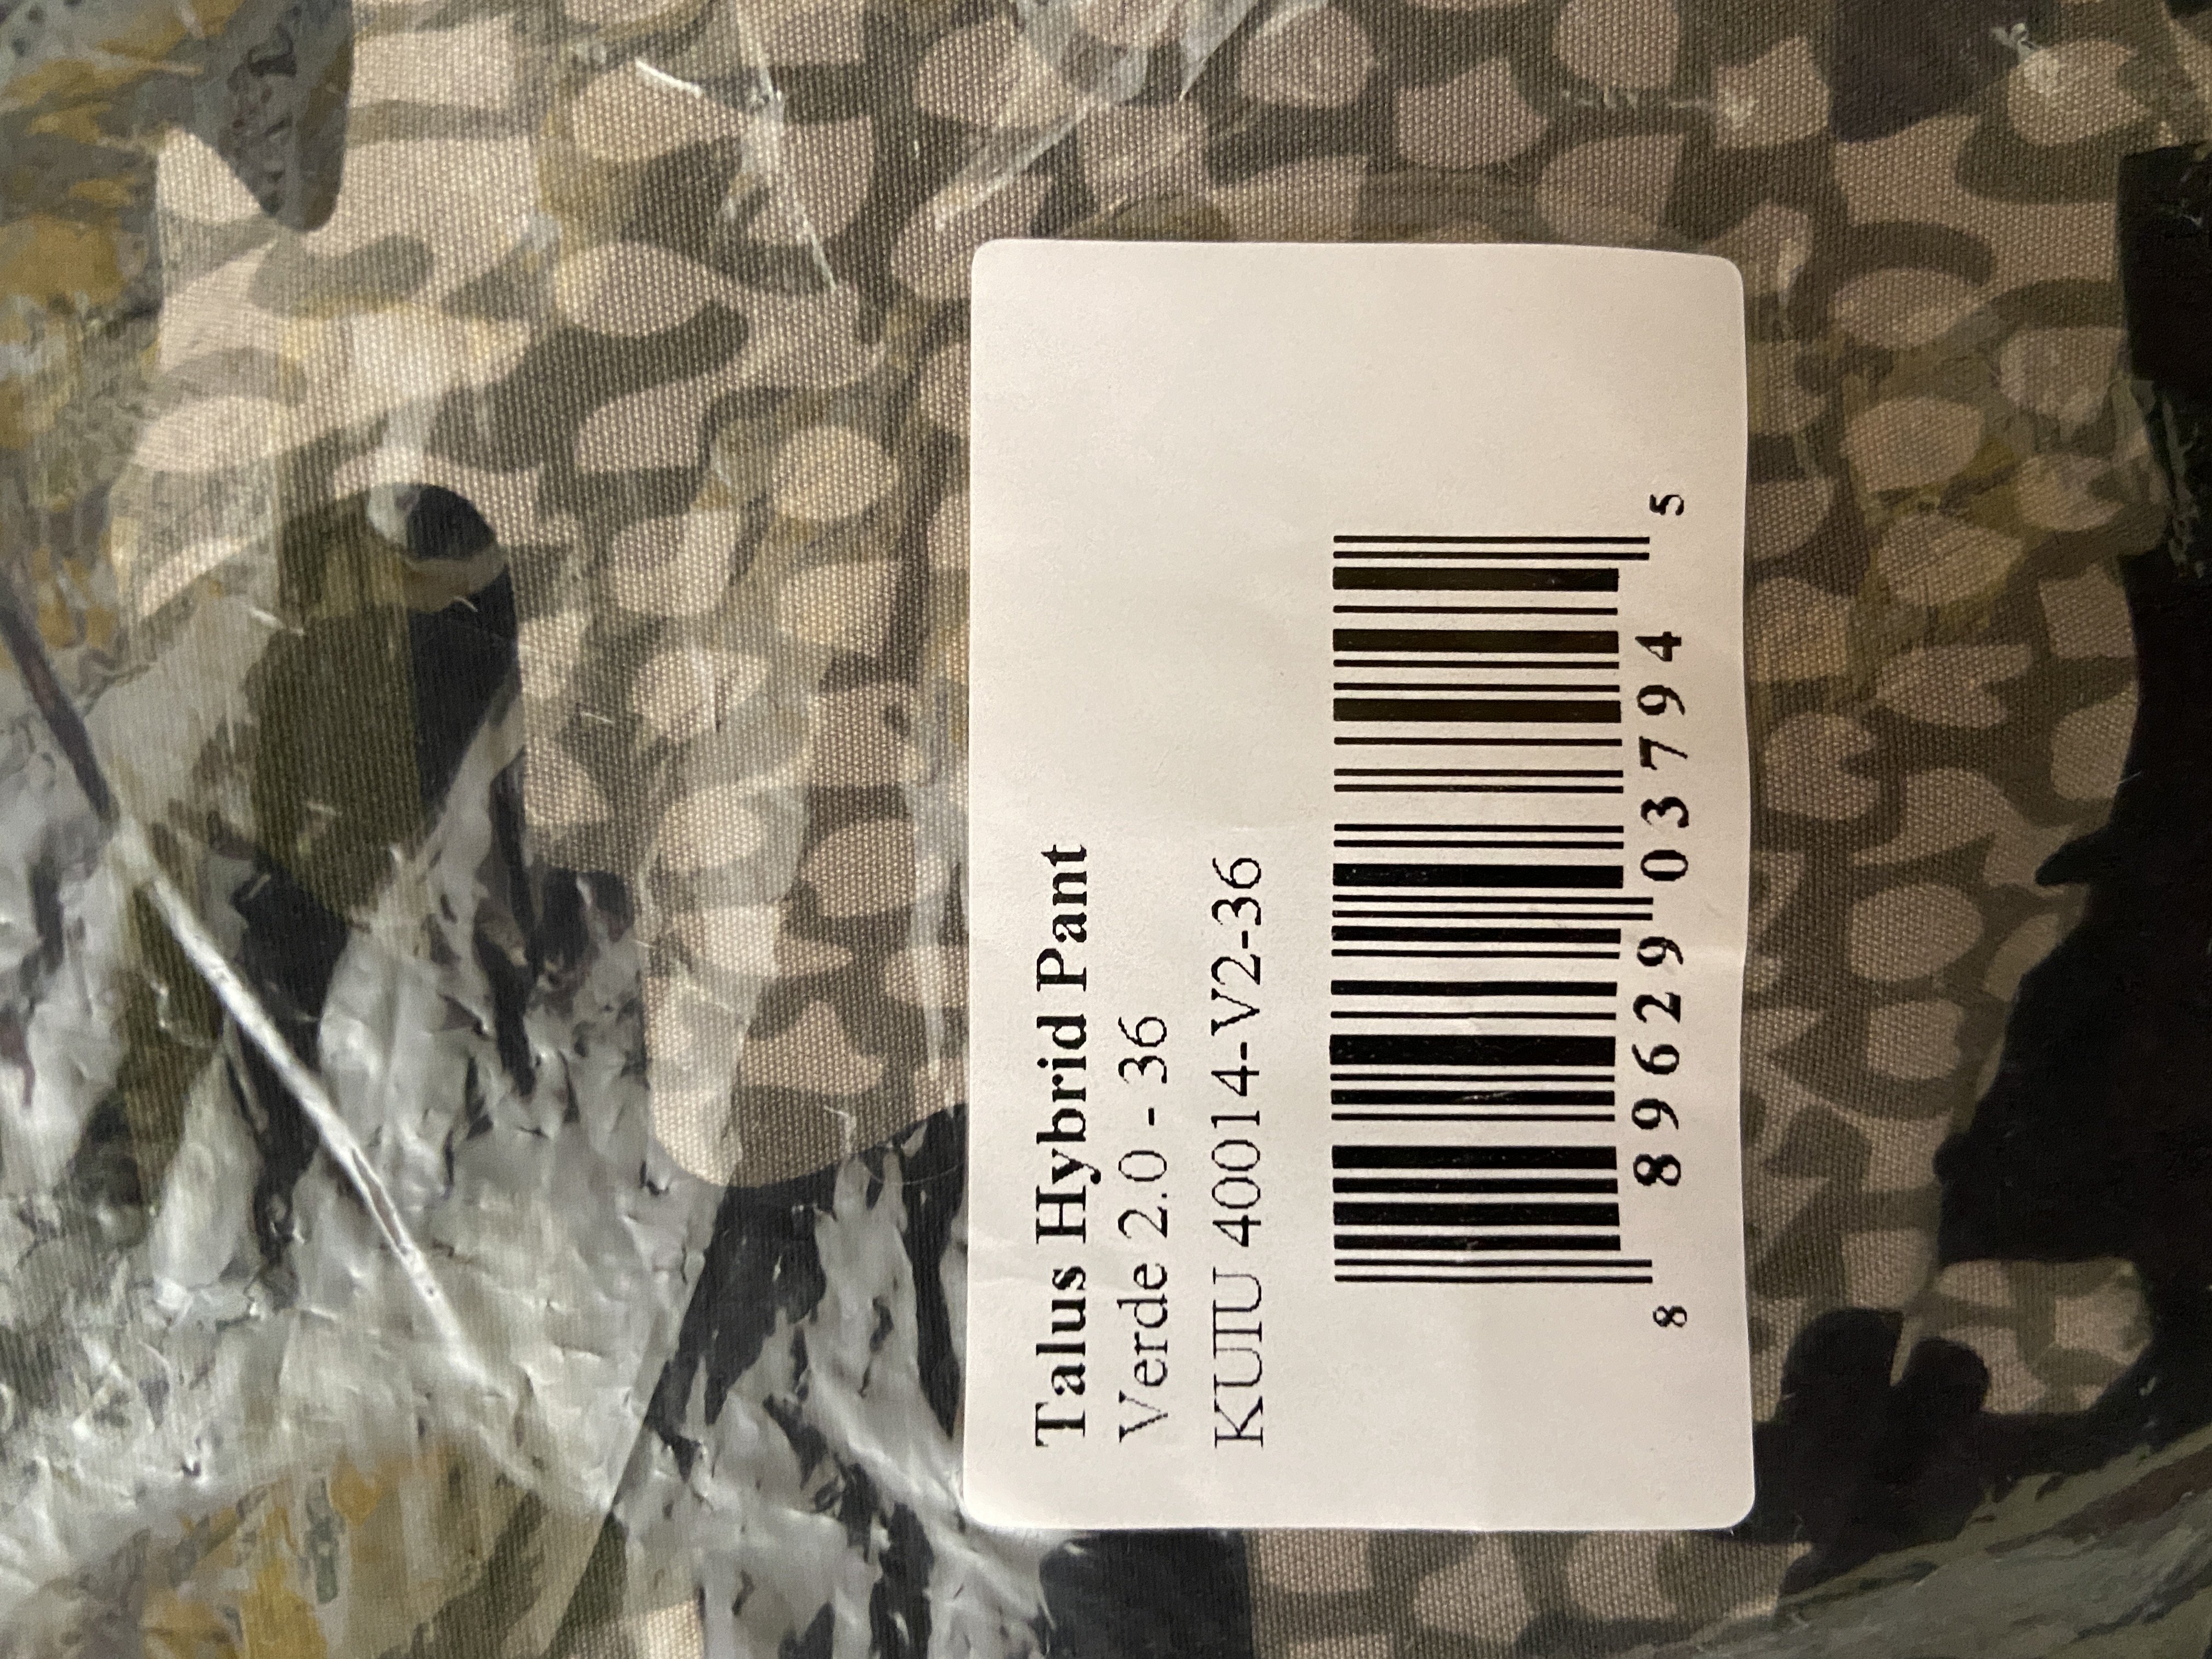 Talus Hybrid Pant
Verde 2.0 - 36
KUIU 40014-V2-36
8 89629 03794 5